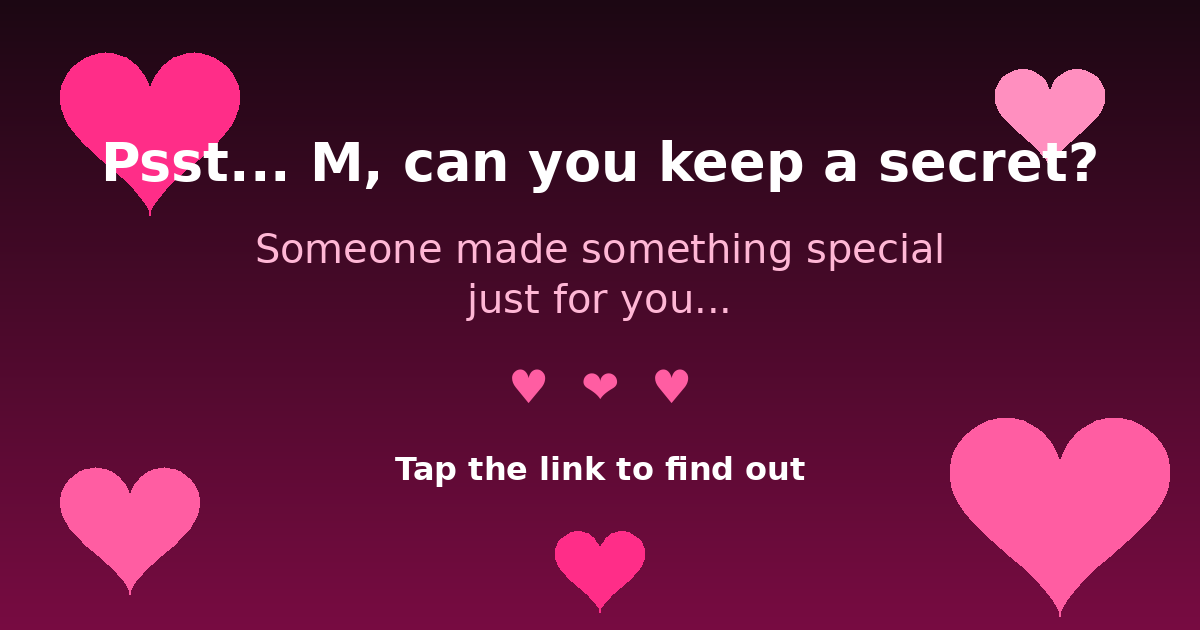 Psst... M, can you keep a secret?
Someone made something special
just for you...
♥ ❤ ♥
Tap the link to find out